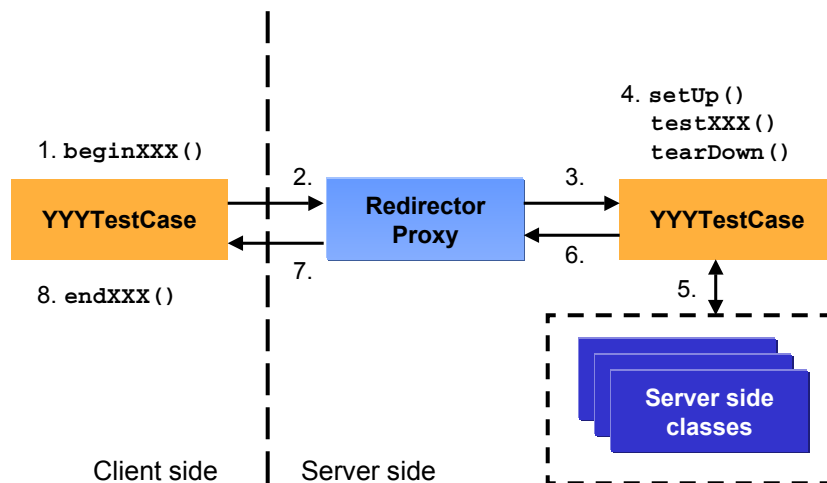 4. setUp()
testXXX()
tearDown()
1. beginXXX()
2.
3.
YYYTestCase
Redirector
Proxy
YYYTestCase
7.
6.
8. endXXX()
5.
Server side
classes
Client side
Server side